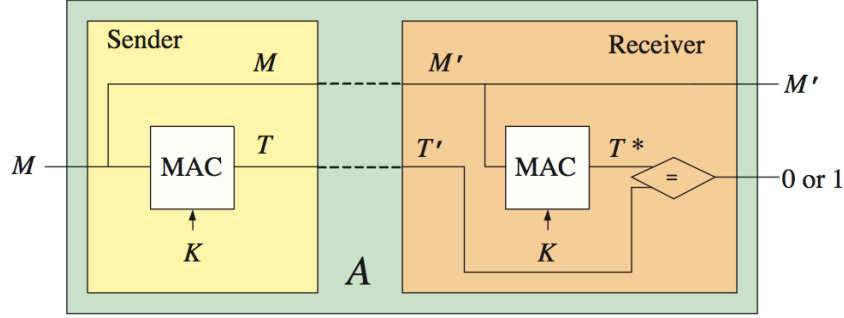 Sender
Receiver
M
M'
M'
M
MAC
T
T'
MAC
T*
=
0 or 1
K
A
K